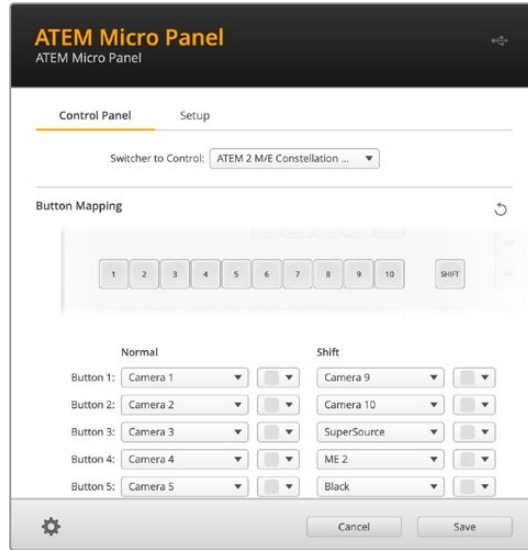 ATEM Micro Panel
ATEM Micro Panel
Control Panel Setup
Switcher to Control: ATEM 2 M/E Constellation ...
Button Mapping
1 2 3 4 5 6 7 8 9 10 SHIFT
Normal Shift
Button 1: Camera 1 Camera 9
Button 2: Camera 2 Camera 10
Button 3: Camera 3 SuperSource
Button 4: Camera 4 ME 2
Button 5: Camera 5 Black
Cancel Save